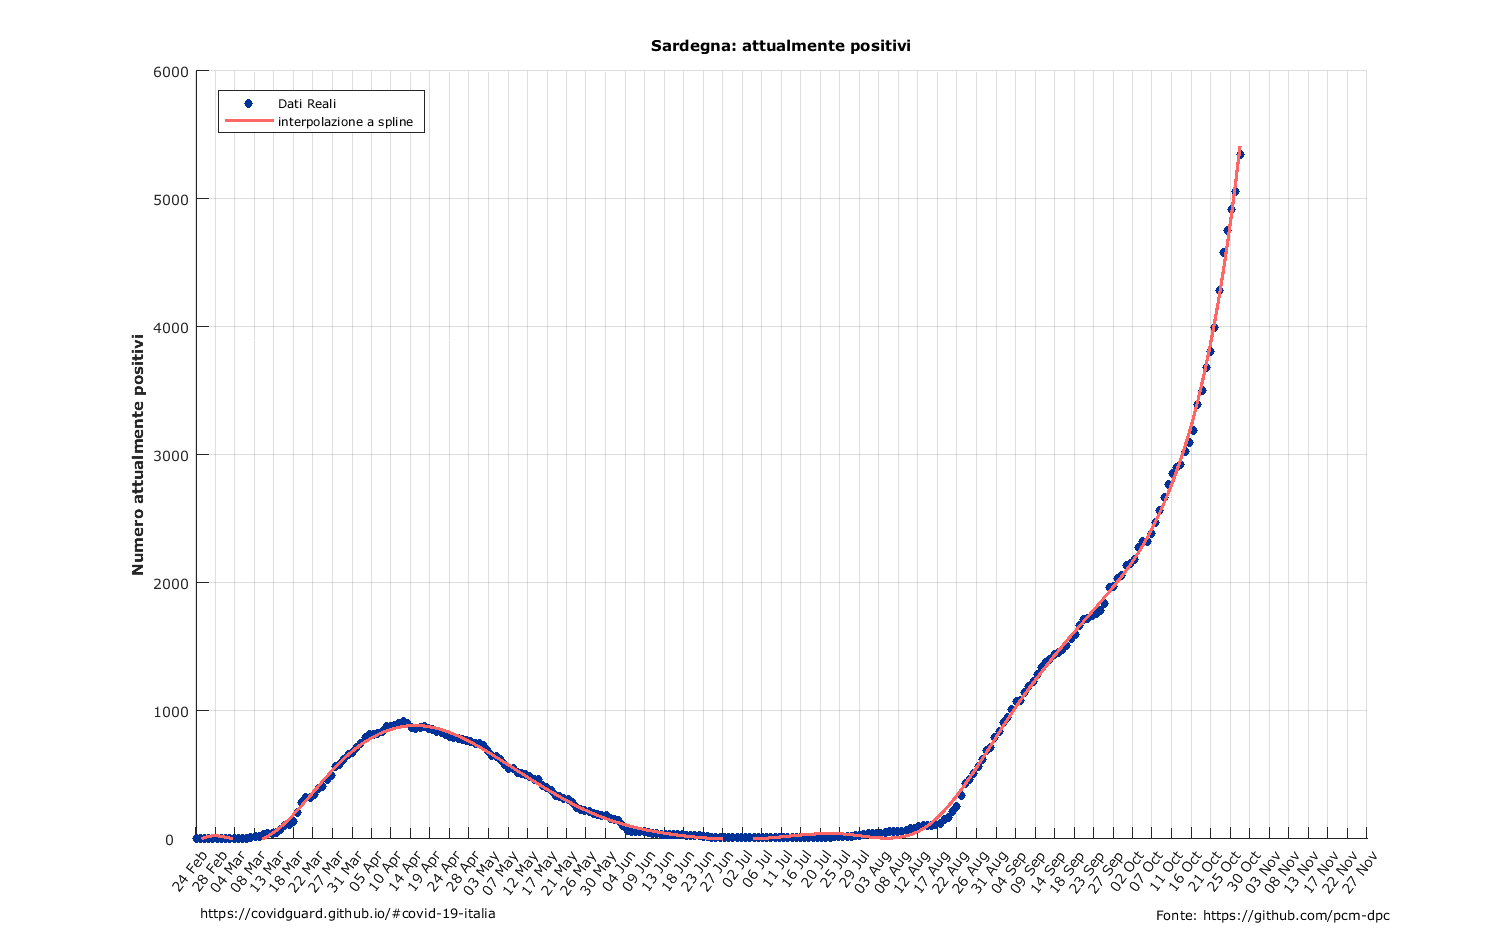 Sardegna: attualmente positivi
6000
5000
4000
3000
2000
1000
0
Numero attualmente positivi
Dati Reali
interpolazione a spline
24 Feb
28 Feb
04 Mar
08 Mar
13 Mar
18 Mar
22 Mar
27 Mar
31 Mar
05 Apr
10 Apr
14 Apr
19 Apr
24 Apr
28 Apr
03 May
07 May
12 May
17 May
21 May
26 May
30 May
04 Jun
09 Jun
13 Jun
18 Jun
23 Jun
27 Jun
02 Jul
06 Jul
11 Jul
16 Jul
20 Jul
25 Jul
29 Jul
03 Aug
08 Aug
12 Aug
17 Aug
22 Aug
26 Aug
31 Aug
04 Sep
09 Sep
14 Sep
18 Sep
23 Sep
27 Sep
02 Oct
07 Oct
11 Oct
16 Oct
21 Oct
25 Oct
30 Oct
03 Nov
08 Nov
13 Nov
17 Nov
22 Nov
27 Nov
https://covidguard.github.io/#covid-19-italia
Fonte: https://github.com/pcm-dpc